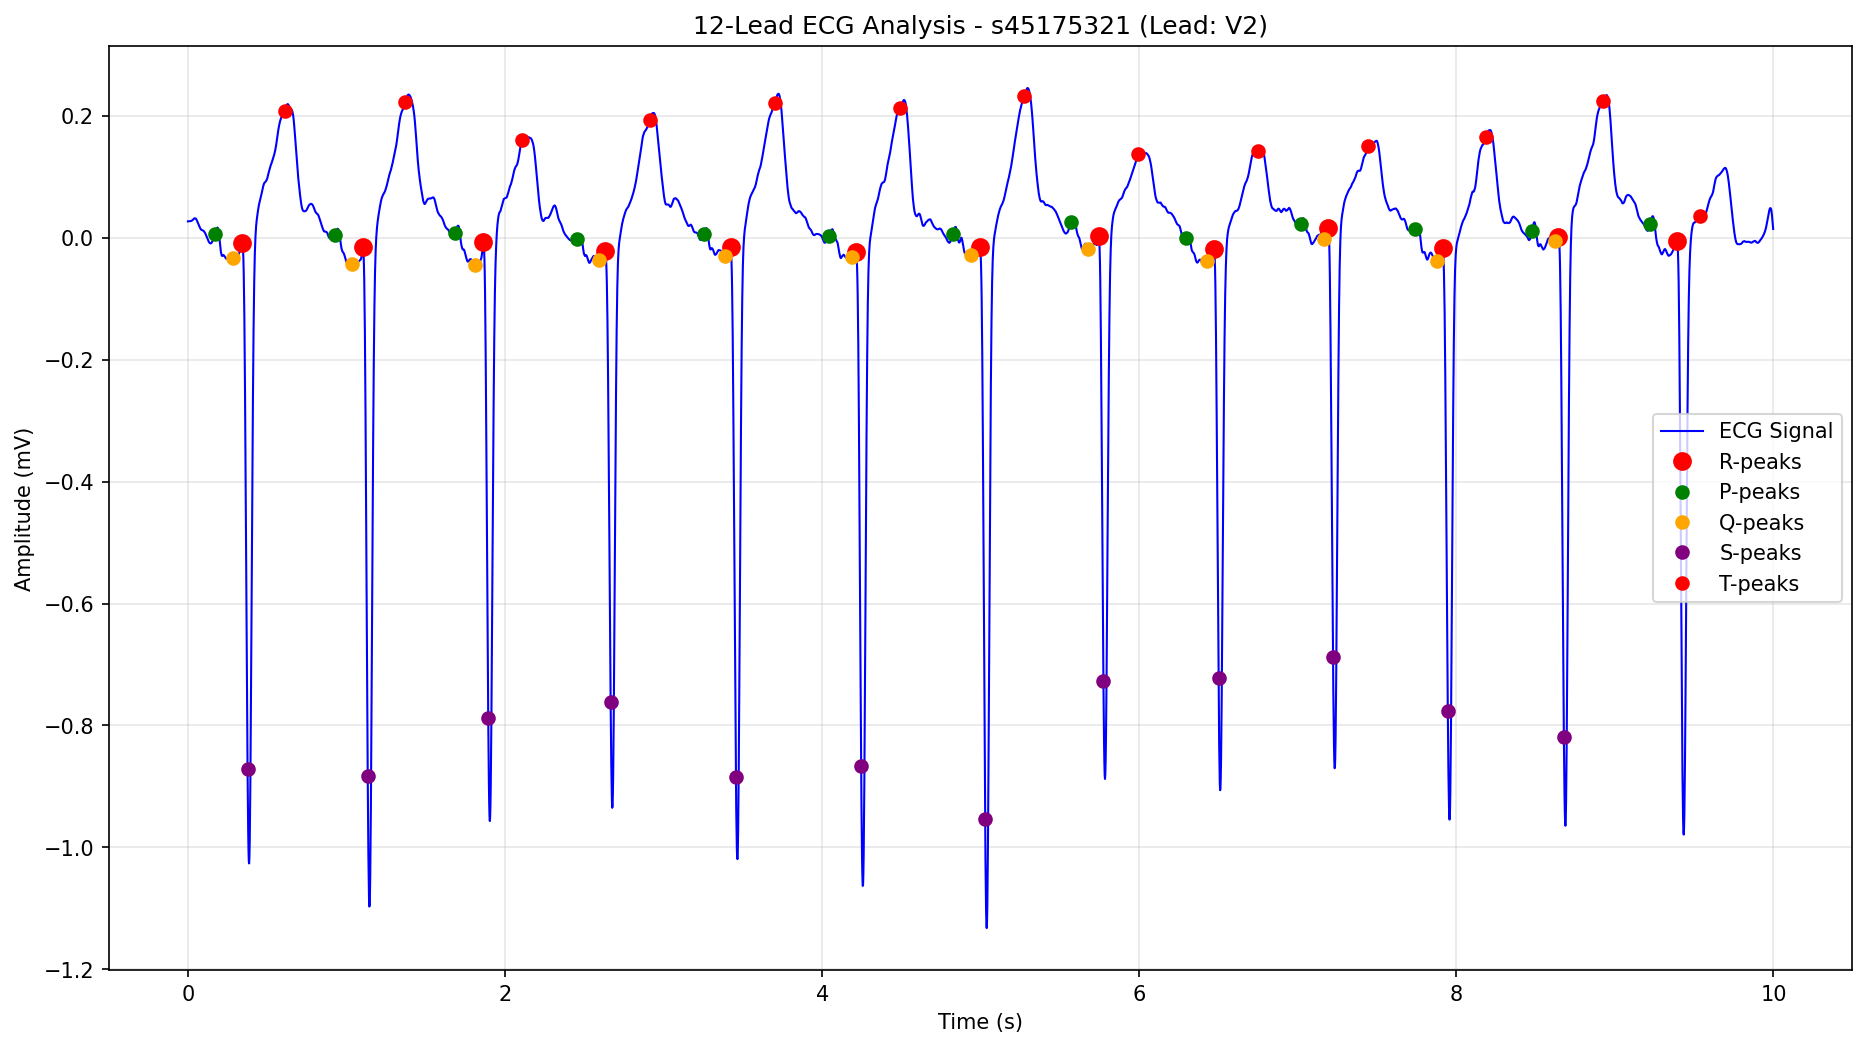 12-Lead ECG Analysis - s45175321 (Lead: V2)
Amplitude (mV)
0.2
0.0
−0.2
−0.4
−0.6
−0.8
−1.0
−1.2
ECG Signal
R-peaks
P-peaks
Q-peaks
S-peaks
T-peaks
0 2 4 6 8 10
Time (s)